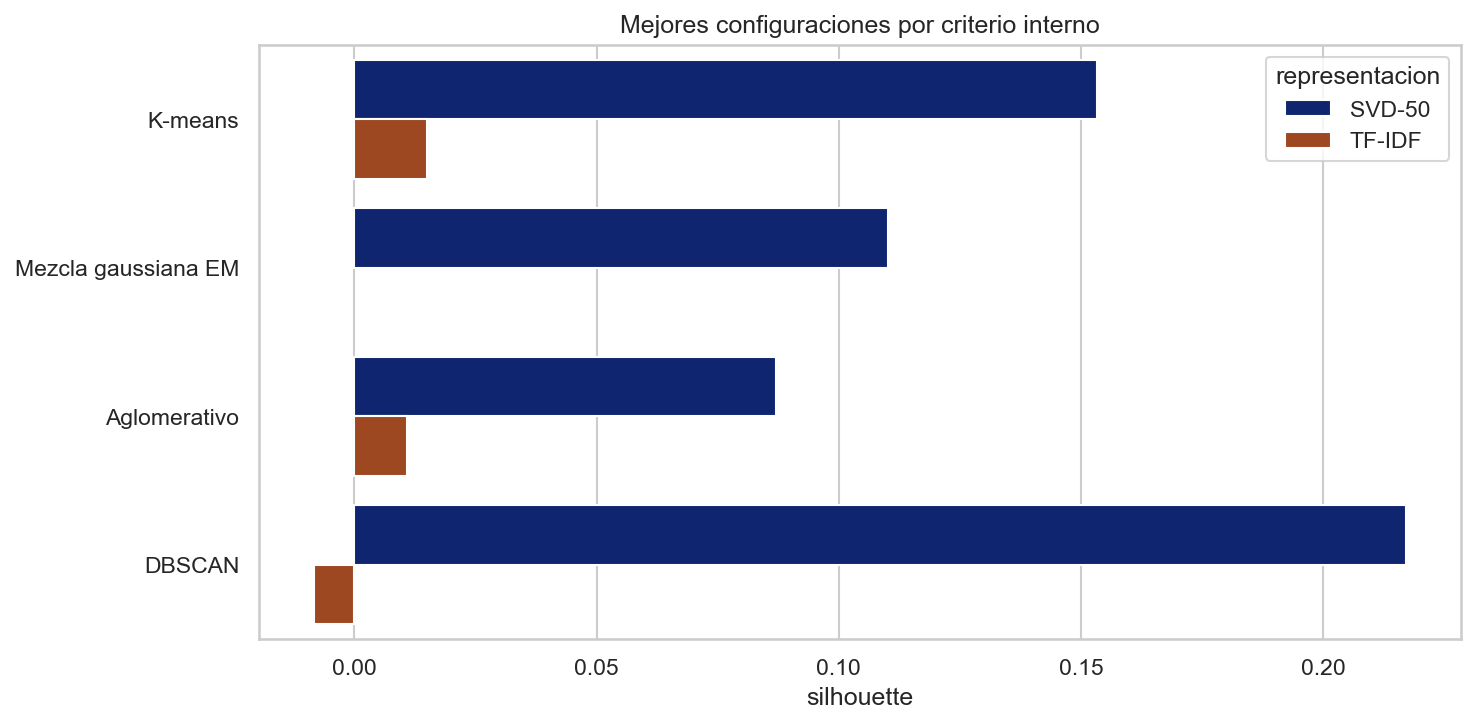 Mejores configuraciones por criterio interno
representacion
SVD-50
TF-IDF
K-means
Mezcla gaussiana EM
Aglomerativo
DBSCAN
0.00 0.05 0.10 0.15 0.20
silhouette